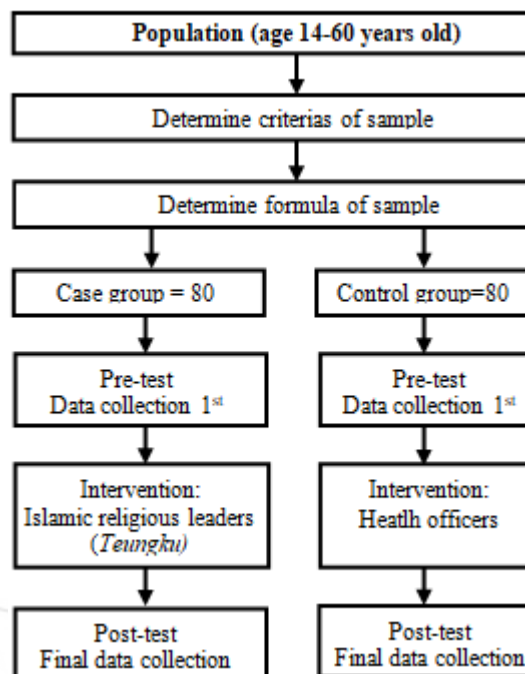 Population (age 14-60 years old)
Determine criterias of sample
Determine formula of sample
Case group = 80
Control group=80
Pre-test
Data collection 1st
Pre-test
Data collection 1st
Intervention:
Islamic religious leaders
(Teungku)
Intervention:
Heatlh officers
Post-test
Final data collection
Post-test
Final data collection